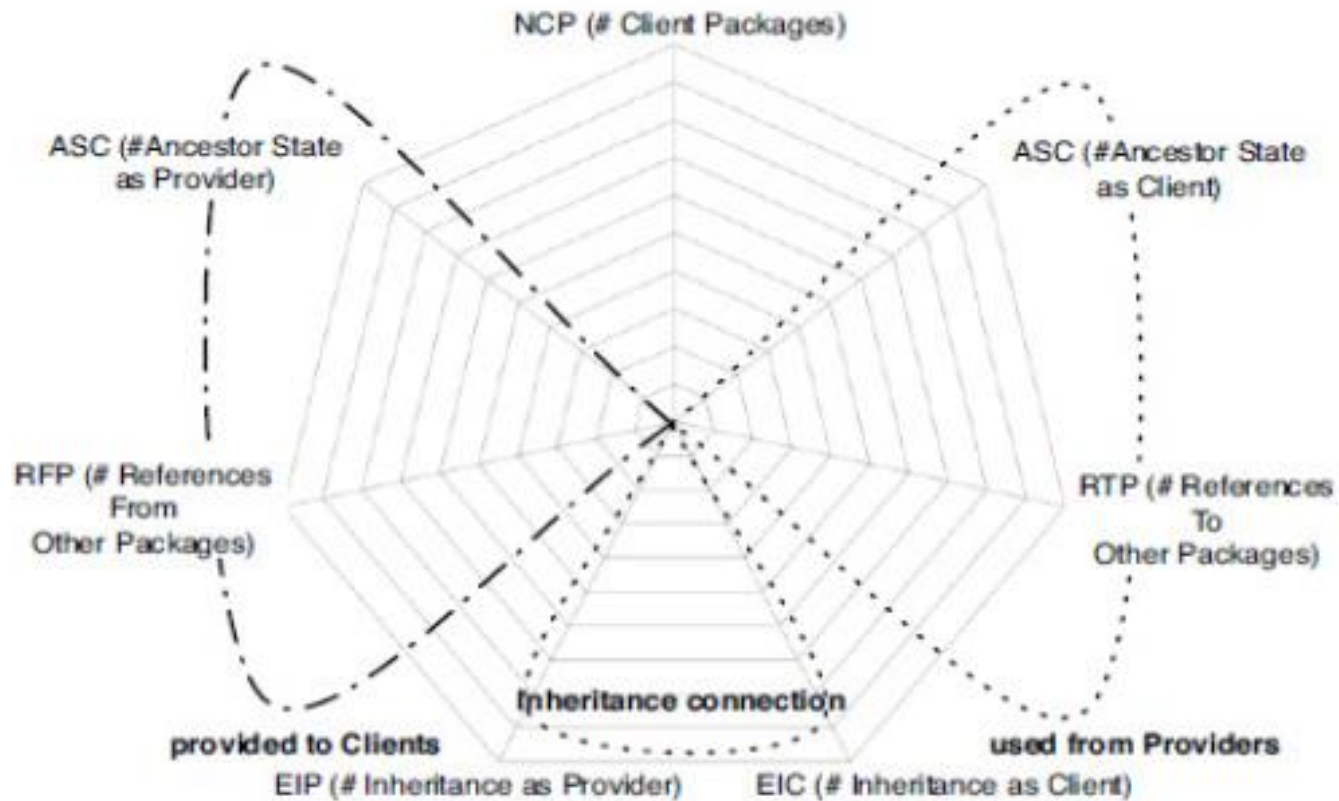 NCP (# Client Packages)
ASC (#Ancestor State
as Provider)
ASC (#Ancestor State
as Client)
RFP (# References
From
Other Packages)
RTP (# References
To
Other Packages)
Inheritance connection
provided to Clients
used from Providers
EIP (# Inheritance as Provider)
EIC (# Inheritance as Client)